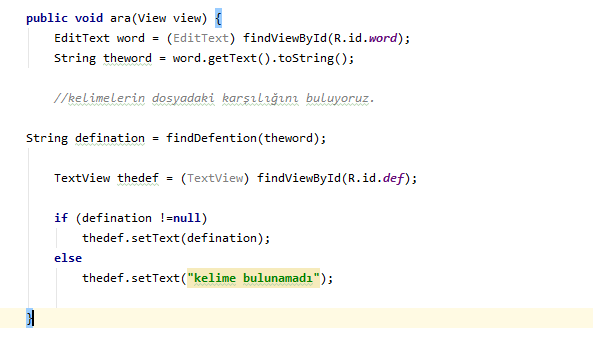 public void ara(View view) {
EditText word = (EditText) findViewById(R.id.word);
String theword = word.getText().toString();
//kelimelerin dosyadaki karşılığını buluyoruz.
String defination = findDefention(theword);
TextView thedef = (TextView) findViewById(R.id.def);
if (defination !=null)
thedef.setText(defination);
else
thedef.setText("kelime bulunamadı");
}